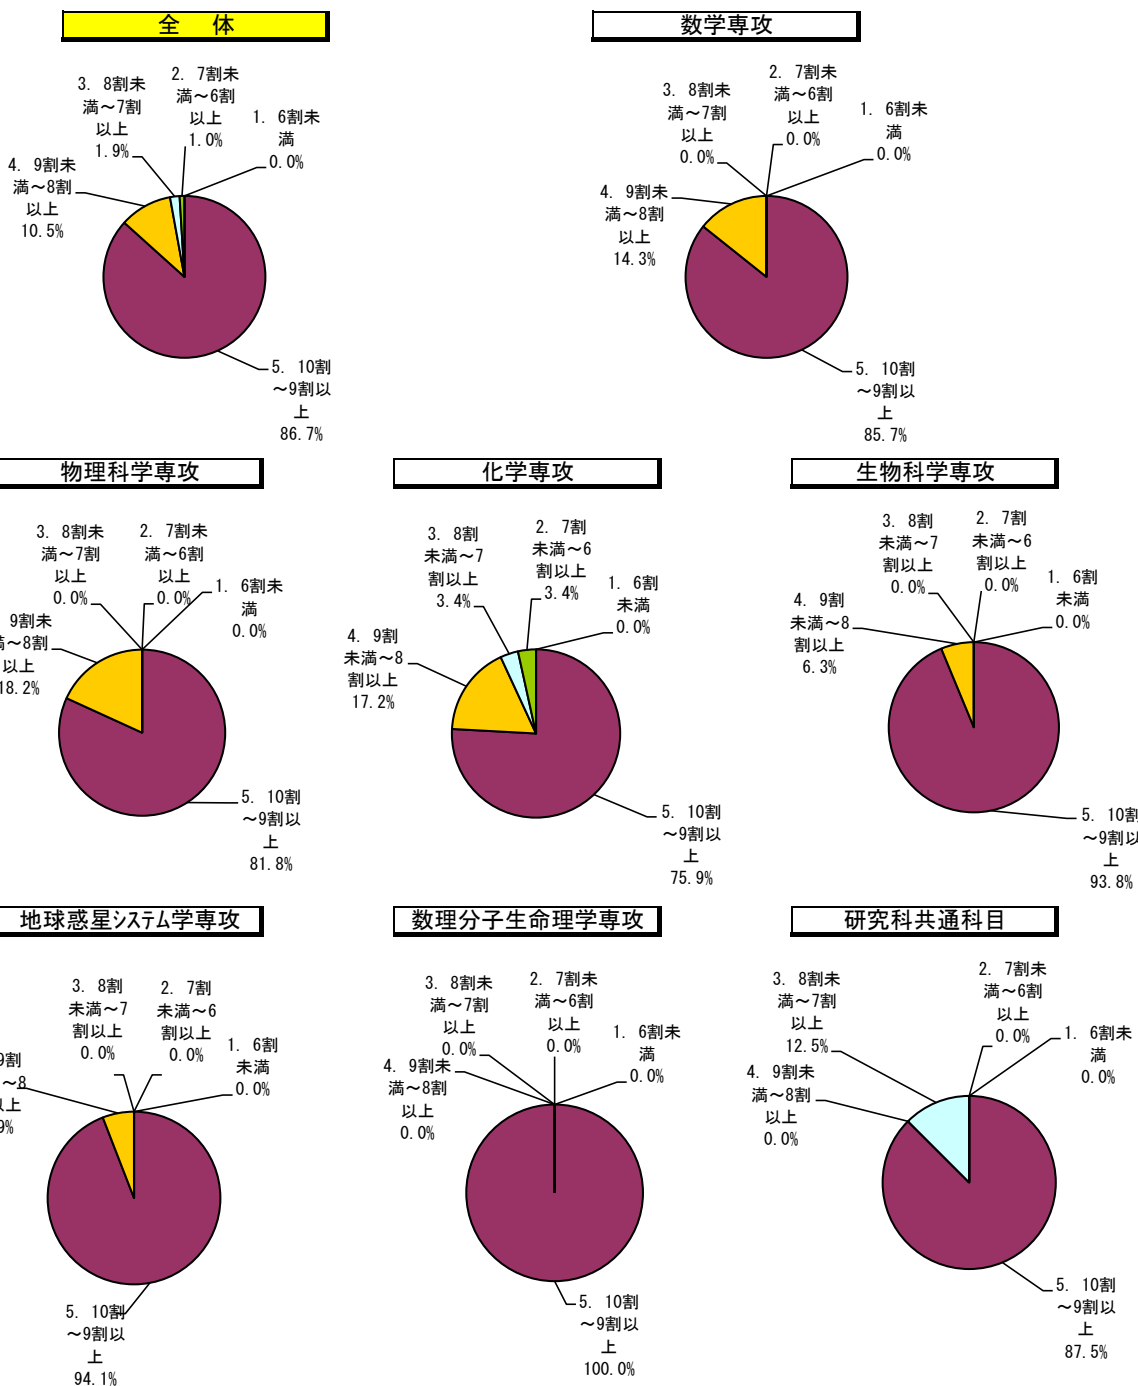 全　体
3. 8割未
満～7割
以上
1.9%
2. 7割未
満～6割
以上
1.0%
1. 6割未
満
0.0%
4. 9割未
満～8割
以上
10.5%
5. 10割
～9割以
上
86.7%
数学専攻
3. 8割未
満～7割
以上
0.0%
2. 7割未
満～6割
以上
0.0%
1. 6割未
満
0.0%
4. 9割未
満～8割
以上
14.3%
5. 10割
～9割以
上
85.7%
物理科学専攻
3. 8割未
満～7割
以上
0.0%
2. 7割未
満～6割
以上
0.0%
1. 6割未
満
0.0%
9割未
満～8割
以上
18.2%
5. 10割
～9割以
上
81.8%
化学専攻
3. 8割
未満～7
割以上
3.4%
2. 7割
未満～6
割以上
3.4%
1. 6割
未満
0.0%
4. 9割
未満～8
割以上
17.2%
5. 10割
～9割以
上
75.9%
生物科学専攻
3. 8割
未満～7
割以上
0.0%
2. 7割
未満～6
割以上
0.0%
1. 6割
未満
0.0%
4. 9割
未満～8
割以上
6.3%
5. 10割
～9割以
上
93.8%
地球惑星ｼｽﾃﾑ学専攻
3. 8割
未満～7
割以上
0.0%
2. 7割
未満～6
割以上
0.0%
1. 6割
未満
0.0%
9割
～8
以上
9%
5. 10割
～9割以
上
94.1%
数理分子生命理学専攻
3. 8割未
満～7割
以上
0.0%
2. 7割未
満～6割
以上
0.0%
1. 6割未
満
0.0%
4. 9割未
満～8割
以上
0.0%
5. 10割
～9割以
上
100.0%
研究科共通科目
3. 8割未
満～7割
以上
12.5%
2. 7割未
満～6割
以上
0.0%
1. 6割未
満
0.0%
4. 9割未
満～8割
以上
0.0%
5. 10割
～9割以
上
87.5%